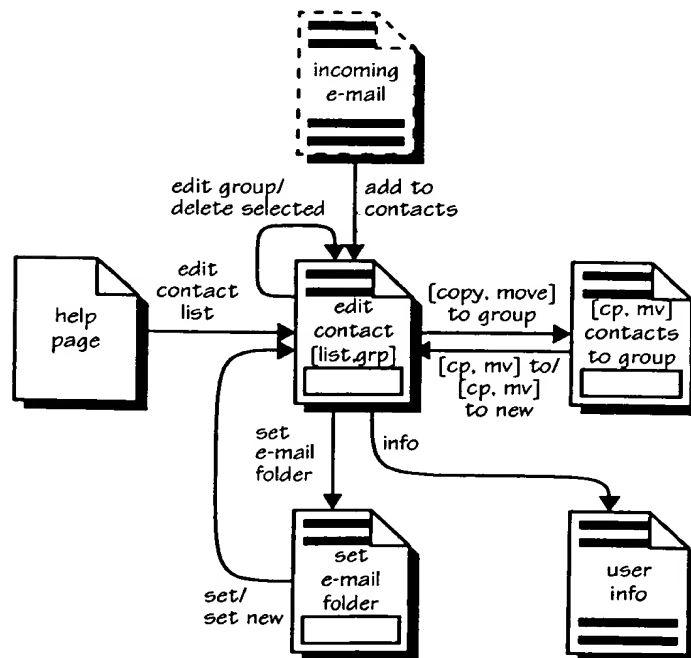 incoming
e-mail
edit group/
delete selected
add to
contacts
edit
contact
list
help
page
edit
contact
[list,grp]
[copy, move]
to group
[cp, mv]
contacts
to group
[cp, mv] to/
[cp, mv]
to new
set
e-mail
folder
info
set/
set new
set
e-mail
folder
user
info